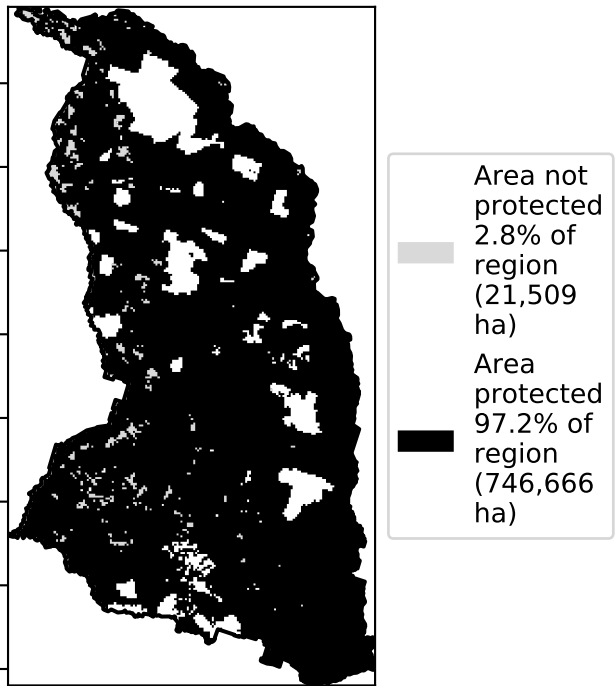 Area not
protected
2.8% of
region
(21,509
ha)
Area
protected
97.2% of
region
(746,666
ha)